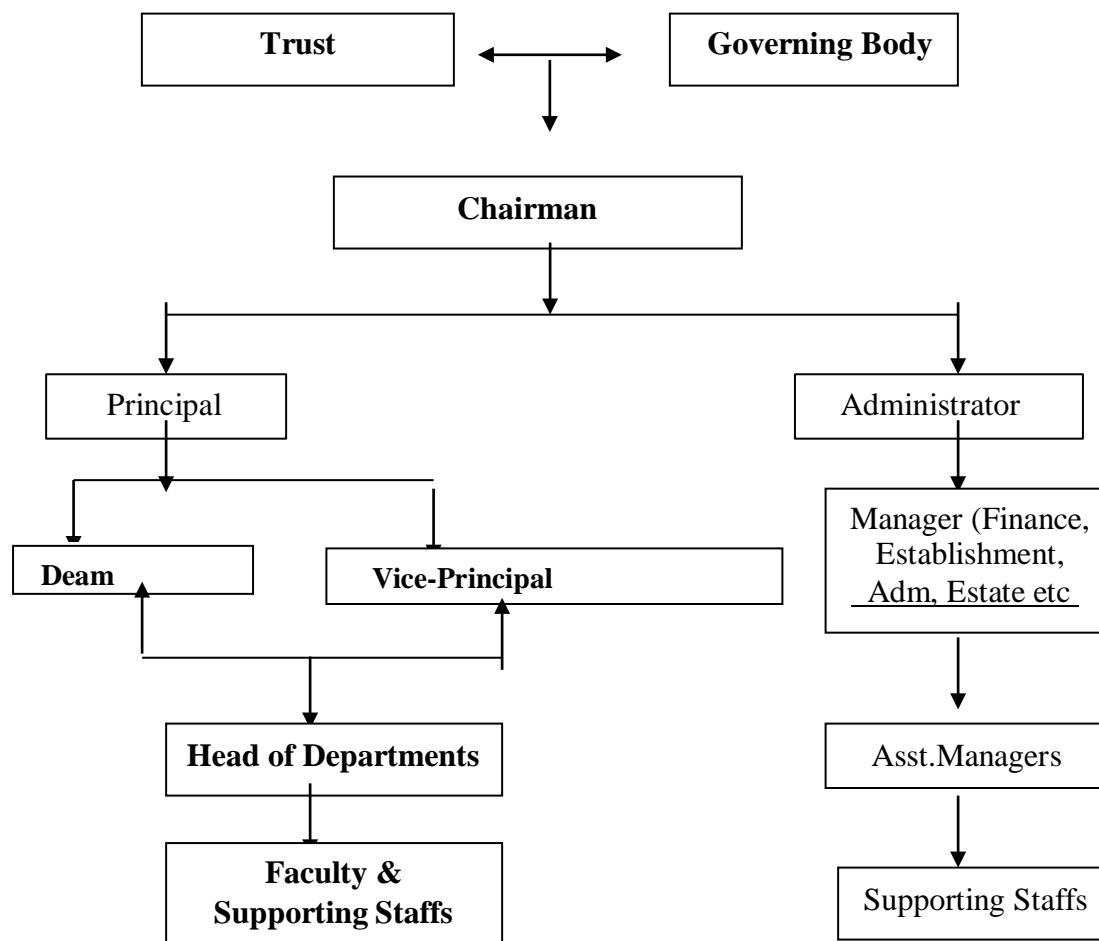 Trust
Governing Body
Chairman
Principal
Administrator
Deam
Vice-Principal
Manager (Finance,
Establishment,
Adm, Estate etc
Head of Departments
Asst.Managers
Faculty &
Supporting Staffs
Supporting Staffs